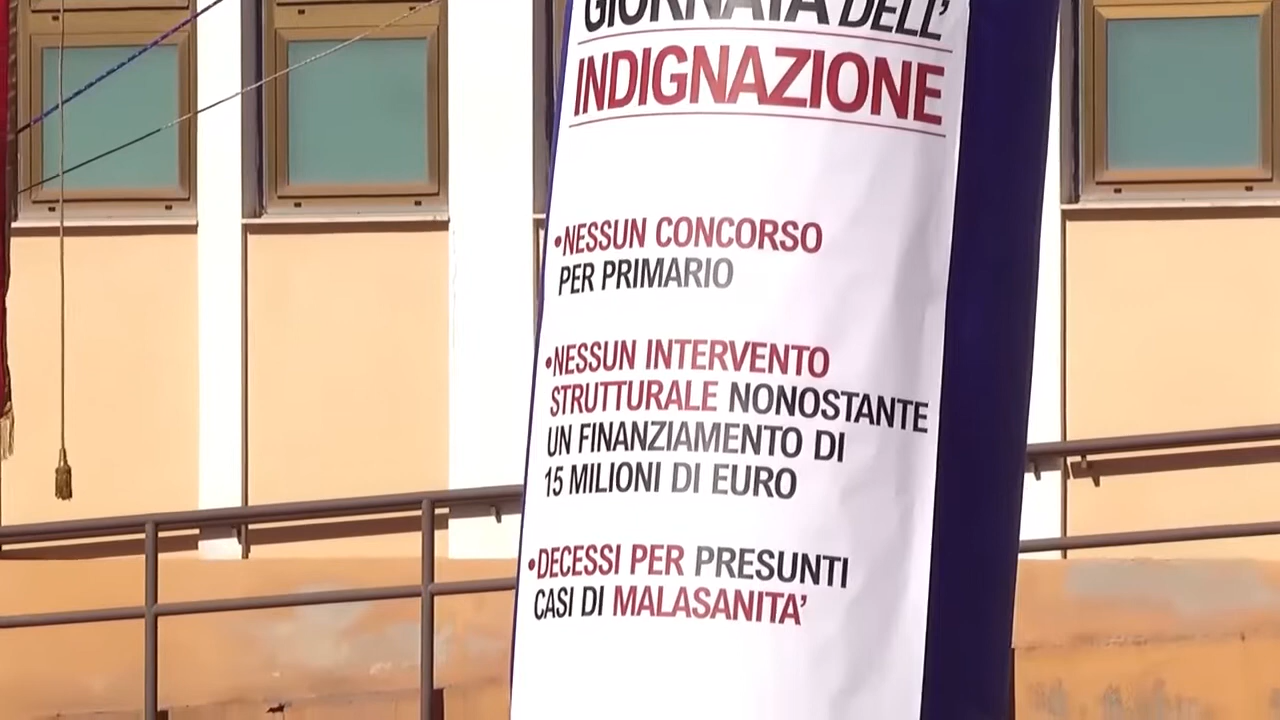 GIORNATA DELL'
INDIGNAZIONE
•NESSUN CONCORSO
PER PRIMARIO
•NESSUN INTERVENTO
STRUTTURALE NONOSTANTE
UN FINANZIAMENTO DI
15 MILIONI DI EURO
•DECESSI PER PRESUNTI
CASI DI MALASANITA'